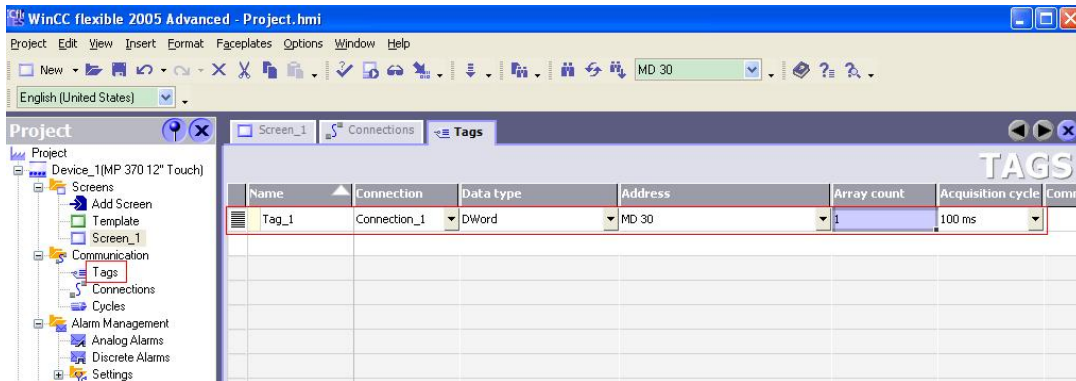 WinCC flexible 2005 Advanced - Project.hmi
Project Edit View Insert Format Faceplates Options Window Help
New MD 30
English (United States)
Project Screen_1 Connections Tags
Project
Device_1(MP 370 12" Touch)
TAGS
Screens
Name Connection Data type Address Array count Acquisition cycle Comm
Add Screen
Template
Tag_1 Connection_1 DWord MD 30 1 100 ms
Screen_1
Communication
Tags
Connections
Cycles
Alarm Management
Analog Alarms
Discrete Alarms
Settings